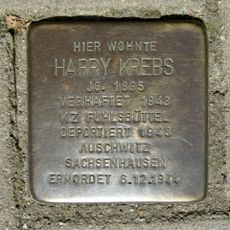 HIER WOHNTE
HARRY KREBS
JG. 1895
VERHAFTET 1943
KZ FUHLSBÜTTEL
DEPORTIERT 1943
AUSCHWITZ
SACHSENHAUSEN
ERMORDET 6.12.1944